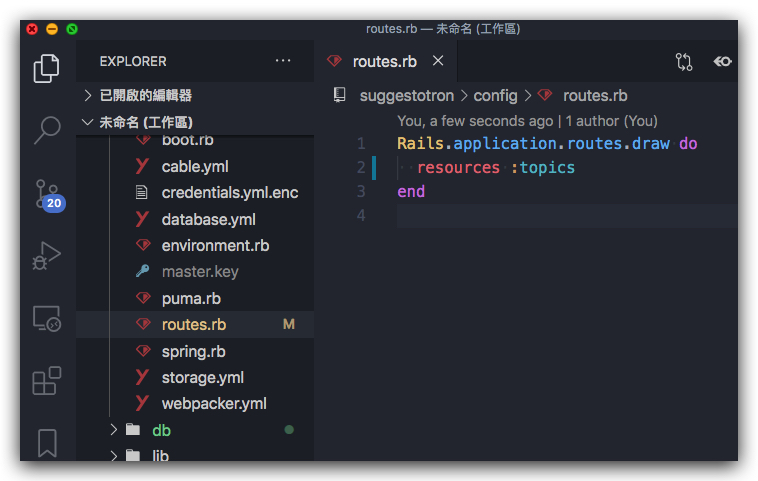 routes.rb — 未命名 (工作區)
EXPLORER ···
已開啟的編輯器
未命名 (工作區)
boot.rb
cable.yml
credentials.yml.enc
database.yml
environment.rb
master.key
puma.rb
routes.rb M
spring.rb
storage.yml
webpacker.yml
db
lib
20
routes.rb
suggestotron > config > routes.rb
You, a few seconds ago | 1 author (You)
1 Rails.application.routes.draw do
2 resources :topics
3 end
4